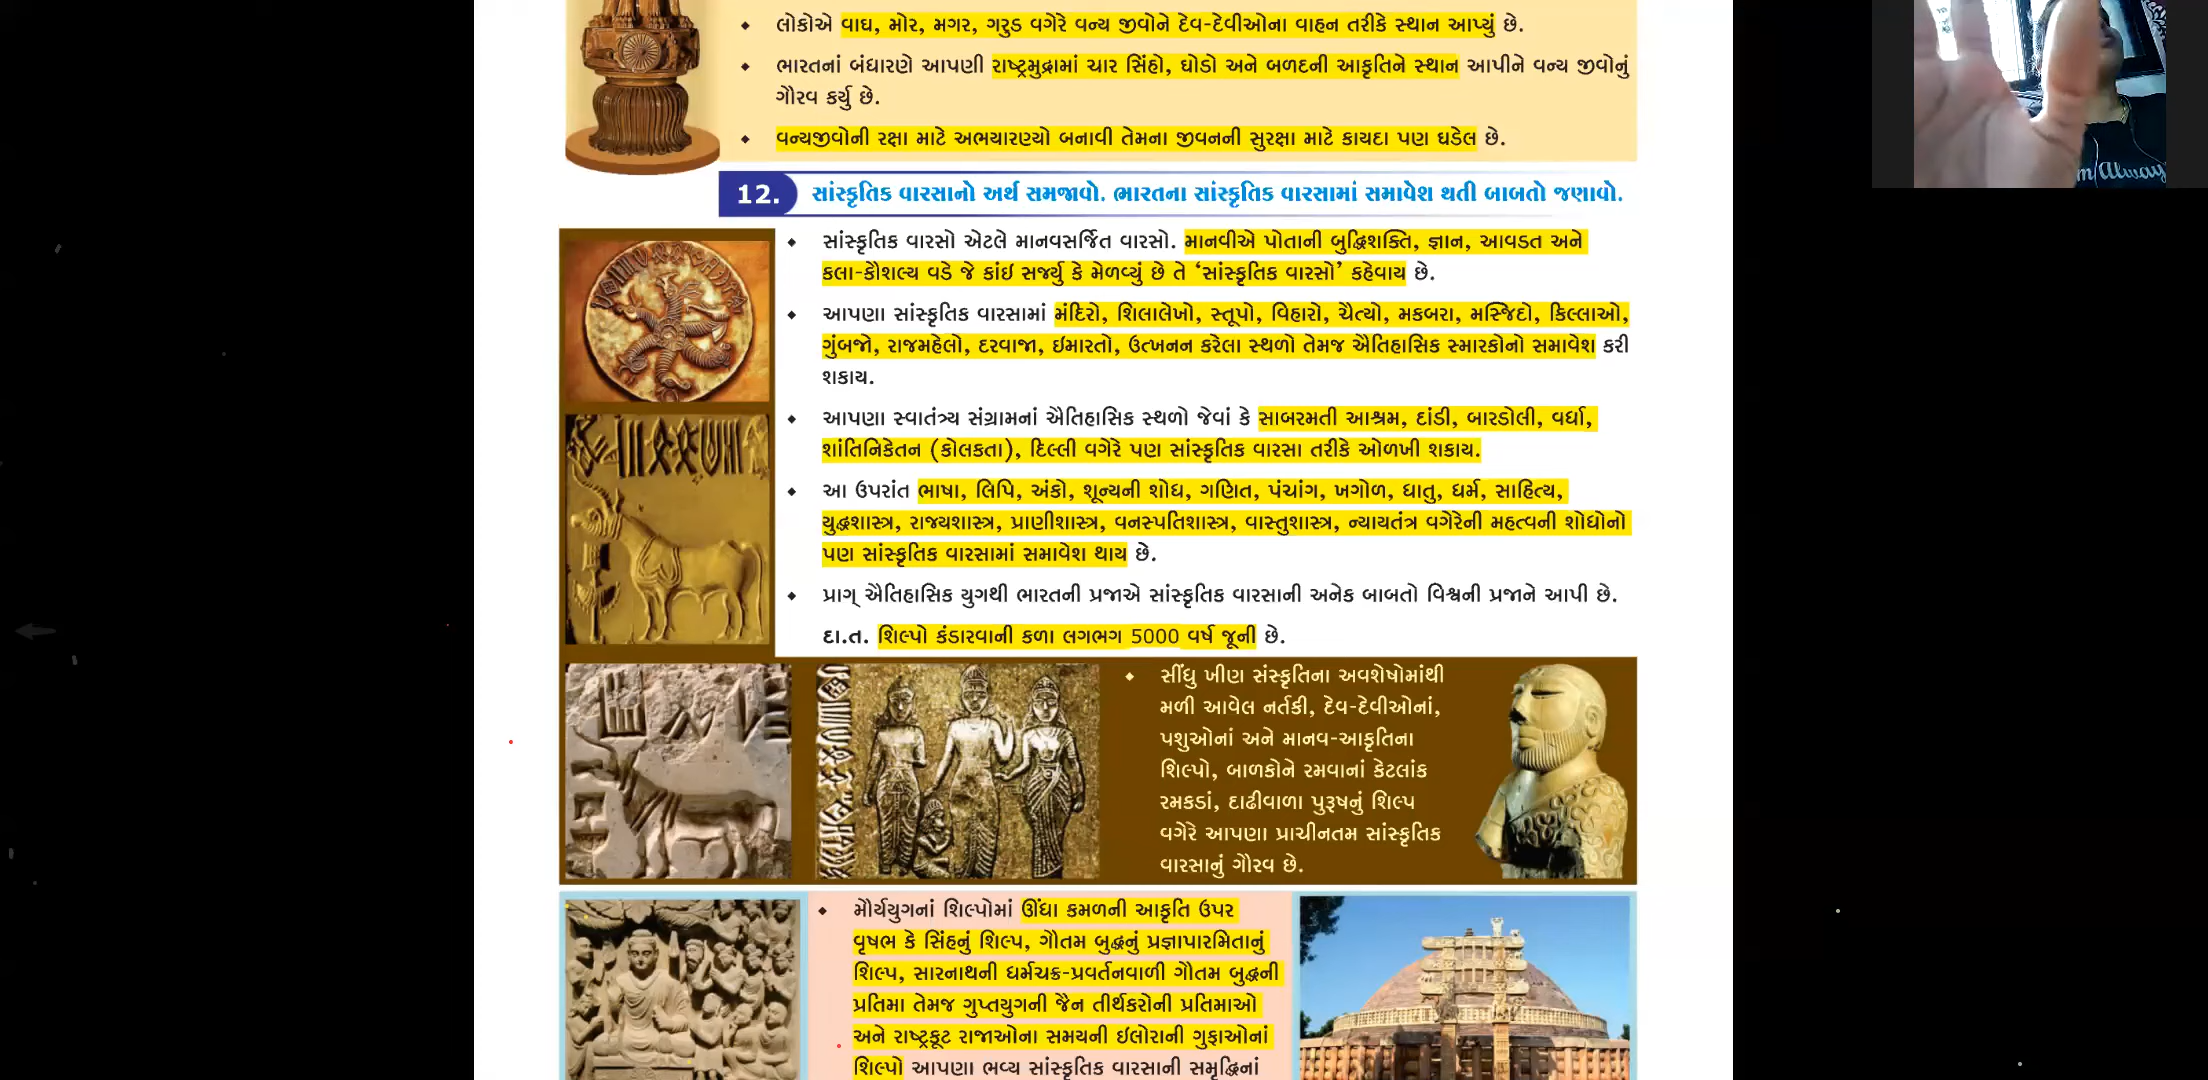 લોકોએ વાઘ, મોર, મગર, ગરુડ વગેરે વન્ય જીવોને દેવ-દેવીઓના વાહન તરીકે સ્થાન આપ્યું છે.
ભારતનાં બંધારણે આપણી રાષ્ટ્રમુદ્રામાં ચાર સિંહો, ઘોડો અને બળદની આકૃતિને સ્થાન આપીને વન્ય જીવોનું
ગૌરવ કર્યુ છે.
વન્યજીવોની રક્ષા માટે અભયારણ્યો બનાવી તેમના જીવનની સુરક્ષા માટે કાયદા પણ ઘડેલ છે.
12. સાંસ્કૃતિક વારસાનો અર્થ સમજાવો. ભારતના સાંસ્કૃતિક વારસામાં સમાવેશ થતી બાબતો જણાવો.
સાંસ્કૃતિક વારસો એટલે માનવસર્જિત વારસો. માનવીએ પોતાની બુદ્ધિશક્તિ, જ્ઞાન, આવડત અને
કલા-કૌશલ્ય વડે જે કાંઇ સર્જ્યુ કે મેળવ્યું છે તે ‘સાંસ્કૃતિક વારસો’ કહેવાય છે.
આપણા સાંસ્કૃતિક વારસામાં મંદિરો, શિલાલેખો, સ્તૂપો, વિહારો, ચૈત્યો, મકબરા, મસ્જિદો, કિલ્લાઓ,
ગુંબજો, રાજમહેલો, દરવાજા, ઇમારતો, ઉત્ખનન કરેલા સ્થળો તેમજ ઐતિહાસિક સ્મારકોનો સમાવેશ કરી
શકાય.
આપણા સ્વાતંત્ર્ય સંગ્રામનાં ઐતિહાસિક સ્થળો જેવાં કે સાબરમતી આશ્રમ, દાંડી, બારડોલી, વર્ધા,
શાંતિનિકેતન (કોલકતા), દિલ્લી વગેરે પણ સાંસ્કૃતિક વારસા તરીકે ઓળખી શકાય.
આ ઉપરાંત ભાષા, લિપિ, અંકો, શૂન્યની શોધ, ગણિત, પંચાંગ, ખગોળ, ધાતુ, ધર્મ, સાહિત્ય,
યુદ્ધશાસ્ત્ર, રાજ્યશાસ્ત્ર, પ્રાણીશાસ્ત્ર, વનસ્પતિશાસ્ત્ર, વાસ્તુશાસ્ત્ર, ન્યાયતંત્ર વગેરેની મહત્વની શોધોનો
પણ સાંસ્કૃતિક વારસામાં સમાવેશ થાય છે.
પ્રાગ્ ઐતિહાસિક યુગથી ભારતની પ્રજાએ સાંસ્કૃતિક વારસાની અનેક બાબતો વિશ્વની પ્રજાને આપી છે.
દા.ત. શિલ્પો કંડારવાની કળા લગભગ 5000 વર્ષ જૂની છે.
સીંધુ ખીણ સંસ્કૃતિના અવશેષોમાંથી
મળી આવેલ નર્તકી, દેવ-દેવીઓનાં,
પશુઓનાં અને માનવ-આકૃતિના
શિલ્પો, બાળકોને રમવાનાં કેટલાંક
રમકડાં, દાઢીવાળા પુરૂષનું શિલ્પ
વગેરે આપણા પ્રાચીનતમ સાંસ્કૃતિક
વારસાનું ગૌરવ છે.
મૌર્યયુગનાં શિલ્પોમાં ઊંધા કમળની આકૃતિ ઉપર
વૃષભ કે સિંહનું શિલ્પ, ગૌતમ બુદ્ધનું પ્રજ્ઞાપારમિતાનું
શિલ્પ, સારનાથની ધર્મચક્ર-પ્રવર્તનવાળી ગૌતમ બુદ્ધની
પ્રતિમા તેમજ ગુપ્તયુગની જૈન તીર્થકરોની પ્રતિમાઓ
અને રાષ્ટ્રકૂટ રાજાઓના સમયની ઈલોરાની ગુફાઓનાં
શિલ્પો આપણા ભવ્ય સાંસ્કૃતિક વારસાની સમૃદ્ધિનાં
Always